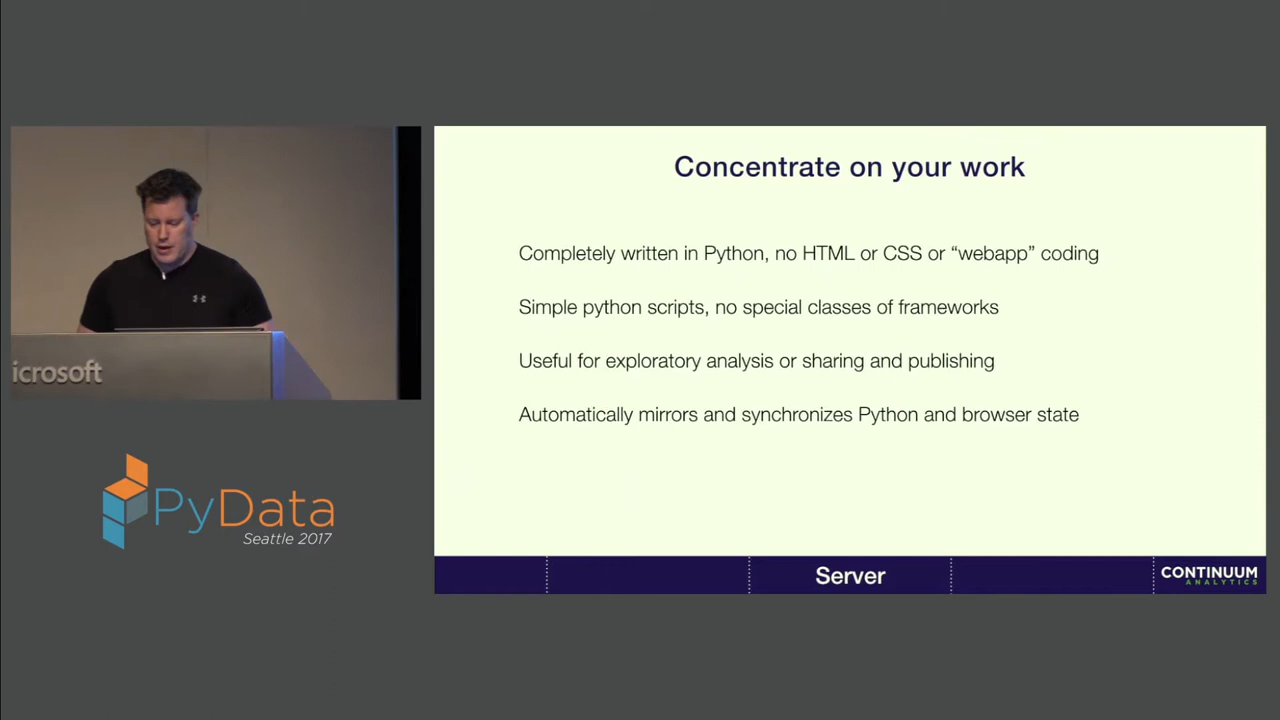 Concentrate on your work
Completely written in Python, no HTML or CSS or “webapp” coding
Simple python scripts, no special classes of frameworks
Useful for exploratory analysis or sharing and publishing
Automatically mirrors and synchronizes Python and browser state
icrosoft
PyData
Seattle 2017
Server
CONTINUUM
ANALYTICS